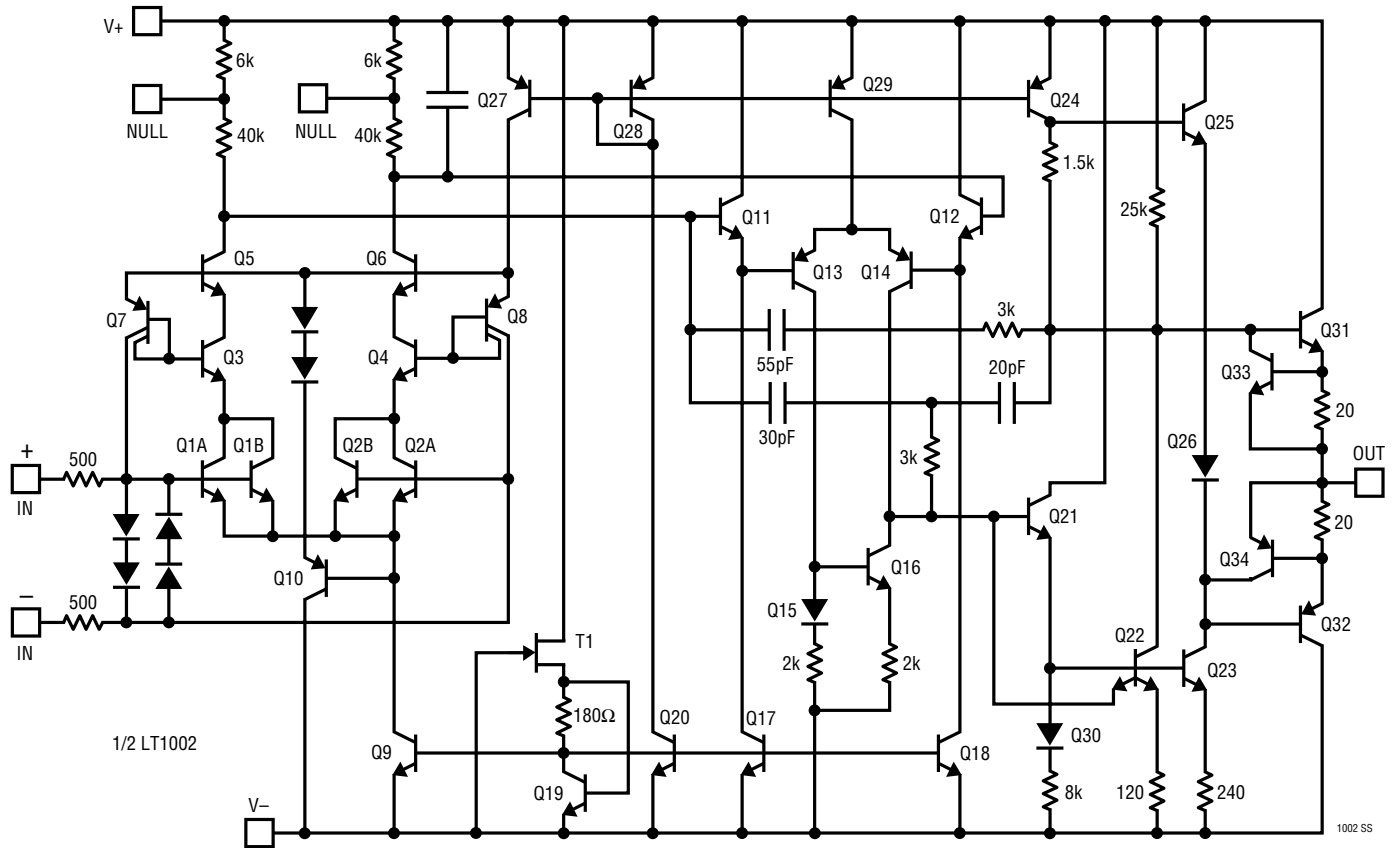 V+
6k
6k
Q27
Q28
Q29
Q24
Q25
NULL
NULL
40k
40k
1.5k
25k
Q11
Q12
Q5
Q6
Q13
Q14
Q7
Q8
Q3
Q4
3k
Q31
55pF
20pF
Q33
30pF
20
Q1A
Q1B
Q2B
Q2A
3k
Q26
OUT
+
IN
500
Q21
20
Q34
Q10
Q16
–
IN
500
Q15
Q32
T1
2k
2k
Q22
Q23
180Ω
Q20
Q17
Q30
1/2 LT1002
Q9
Q18
Q19
8k
120
240
V–
1002 SS